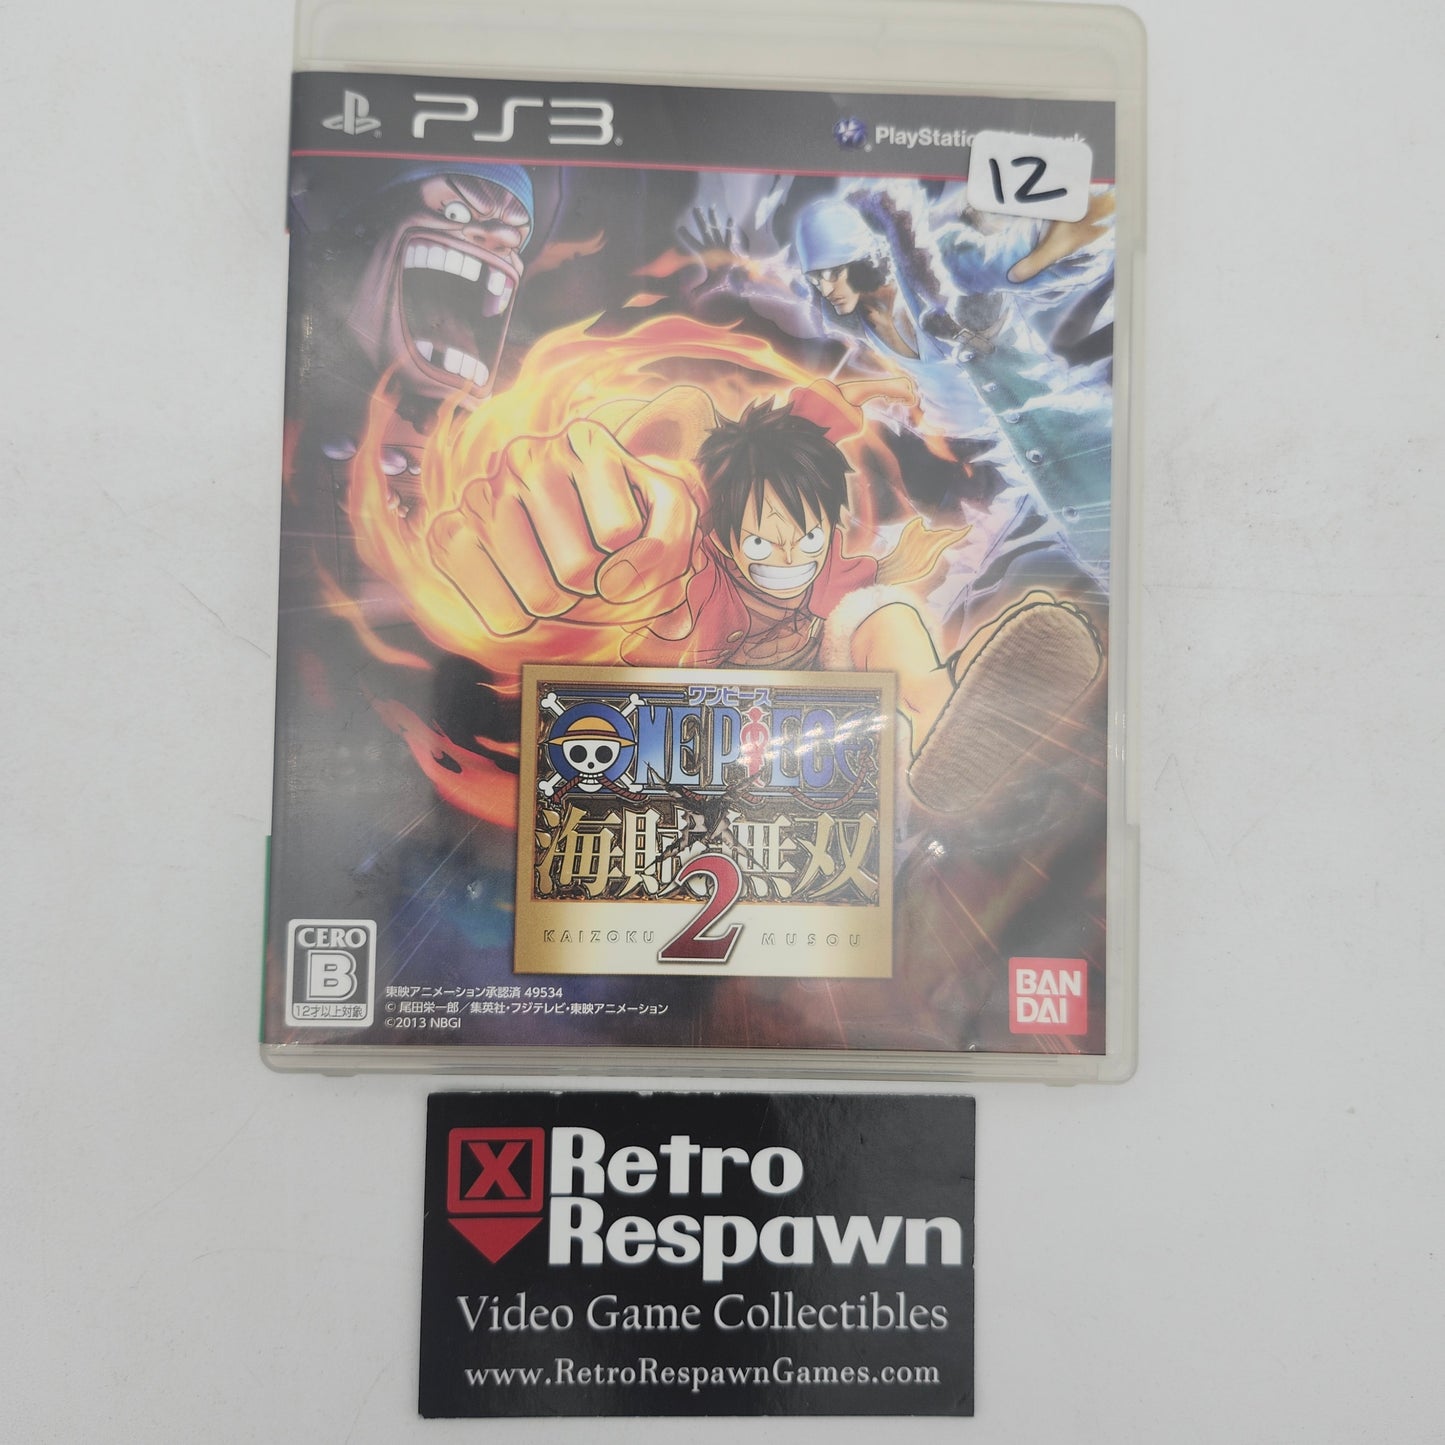 PS3
PlayStation Network
12
ワンピース
ONE PIECE
海賊無双
2
KAIZOKU MUSOU
CERO
B
12才以上対象
東映アニメーション承認済 49534
© 尾田栄一郎／集英社・フジテレビ・東映アニメーション
©2013 NBGI
BAN
DAI
X Retro
Respawn
Video Game Collectibles
www.RetroRespawnGames.com